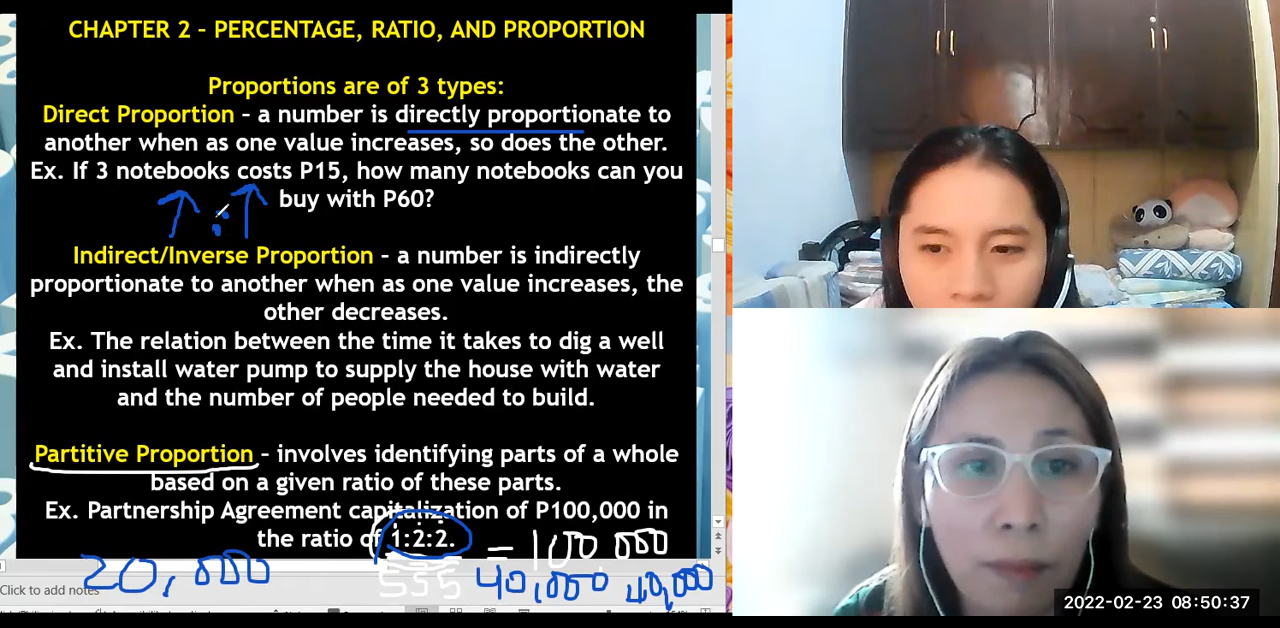 CHAPTER 2 – PERCENTAGE, RATIO, AND PROPORTION
Proportions are of 3 types:
Direct Proportion – a number is directly proportionate to
another when as one value increases, so does the other.
Ex. If 3 notebooks costs P15, how many notebooks can you
buy with P60?
Indirect/Inverse Proportion – a number is indirectly
proportionate to another when as one value increases, the
other decreases.
Ex. The relation between the time it takes to dig a well
and install water pump to supply the house with water
and the number of people needed to build.
Partitive Proportion – involves identifying parts of a whole
based on a given ratio of these parts.
Ex. Partnership Agreement capitalization of P100,000 in
the ratio of 1:2:2. = 100,000
20,000 555 40,000 40,000
Click to add notes
2022-02-23 08:50:37